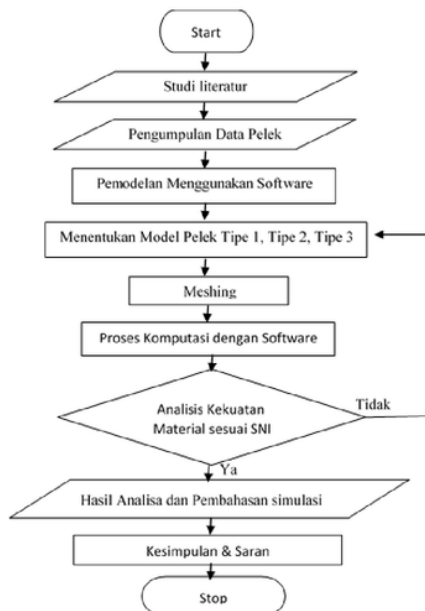 Start
Studi literatur
Pengumpulan Data Pelek
Pemodelan Menggunakan Software
Menentukan Model Pelek Tipe 1, Tipe 2, Tipe 3
Meshing
Proses Komputasi dengan Software
Analisis Kekuatan
Material sesuai SNI
Tidak
Ya
Hasil Analisa dan Pembahasan simulasi
Kesimpulan & Saran
Stop